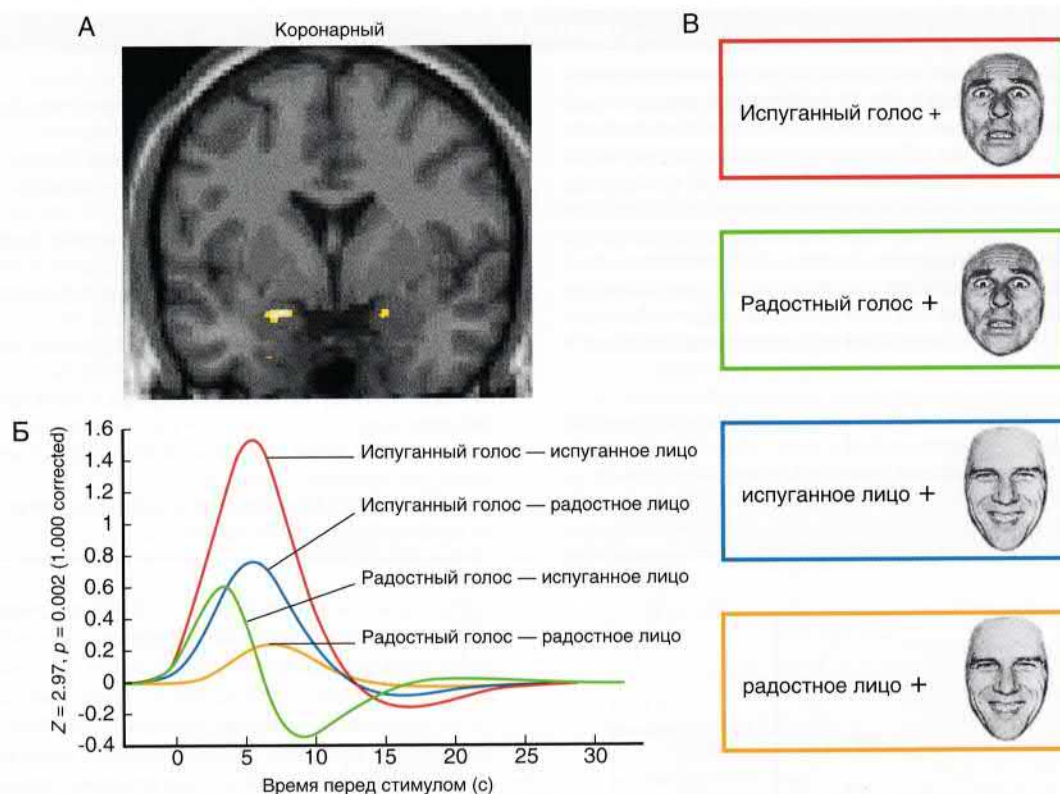 А
Коронарный
В
Испуганный голос +
Радостный голос +
испуганное лицо +
радостное лицо +
Б
Z = 2.97, p = 0.002 (1.000 corrected)
1.6
1.4
1.2
1
0.8
0.6
0.4
0.2
0
-0.2
-0.4
Испуганный голос — испуганное лицо
Испуганный голос — радостное лицо
Радостный голос — испуганное лицо
Радостный голос — радостное лицо
0 5 10 15 20 25 30
Время перед стимулом (с)